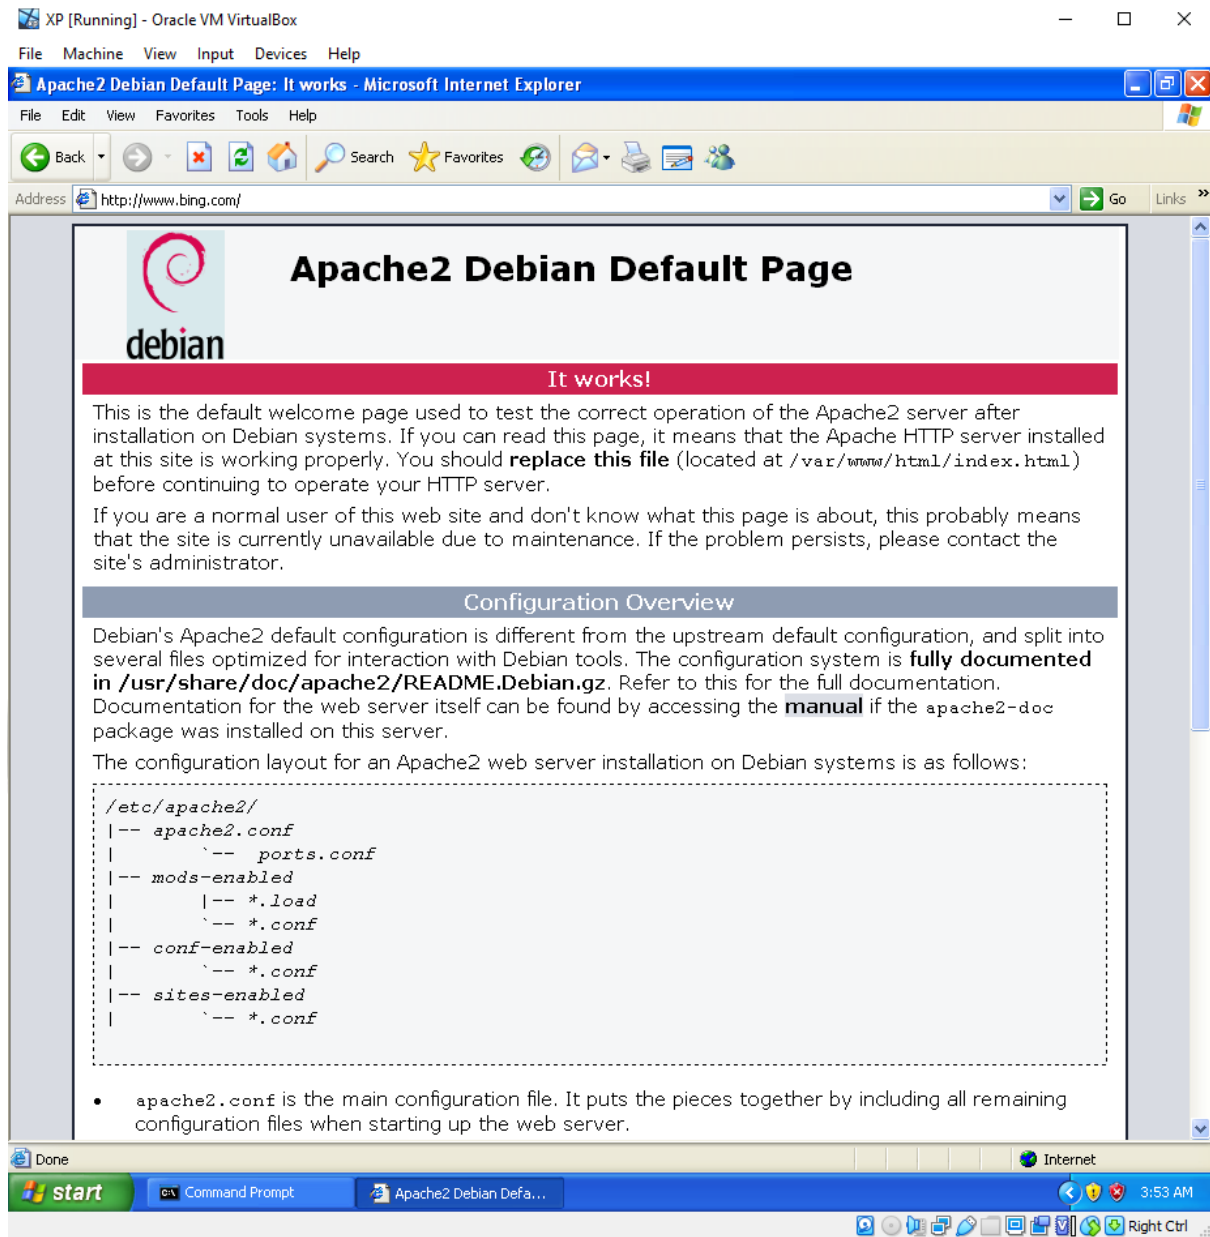 XP [Running] - Oracle VM VirtualBox
File Machine View Input Devices Help
Apache2 Debian Default Page: It works - Microsoft Internet Explorer
File Edit View Favorites Tools Help
Back Search Favorites
Address http://www.bing.com/ Go Links »
debian
Apache2 Debian Default Page
It works!
This is the default welcome page used to test the correct operation of the Apache2 server after
installation on Debian systems. If you can read this page, it means that the Apache HTTP server installed
at this site is working properly. You should replace this file (located at /var/www/html/index.html)
before continuing to operate your HTTP server.
If you are a normal user of this web site and don't know what this page is about, this probably means
that the site is currently unavailable due to maintenance. If the problem persists, please contact the
site's administrator.
Configuration Overview
Debian's Apache2 default configuration is different from the upstream default configuration, and split into
several files optimized for interaction with Debian tools. The configuration system is fully documented
in /usr/share/doc/apache2/README.Debian.gz. Refer to this for the full documentation.
Documentation for the web server itself can be found by accessing the manual if the apache2-doc
package was installed on this server.
The configuration layout for an Apache2 web server installation on Debian systems is as follows:
/etc/apache2/
|-- apache2.conf
|       `--  ports.conf
|-- mods-enabled
|       |-- *.load
|       `-- *.conf
|-- conf-enabled
|       `-- *.conf
|-- sites-enabled
|       `-- *.conf
• apache2.conf is the main configuration file. It puts the pieces together by including all remaining
configuration files when starting up the web server.
Done Internet
start Command Prompt Apache2 Debian Defa... 3:53 AM
Right Ctrl